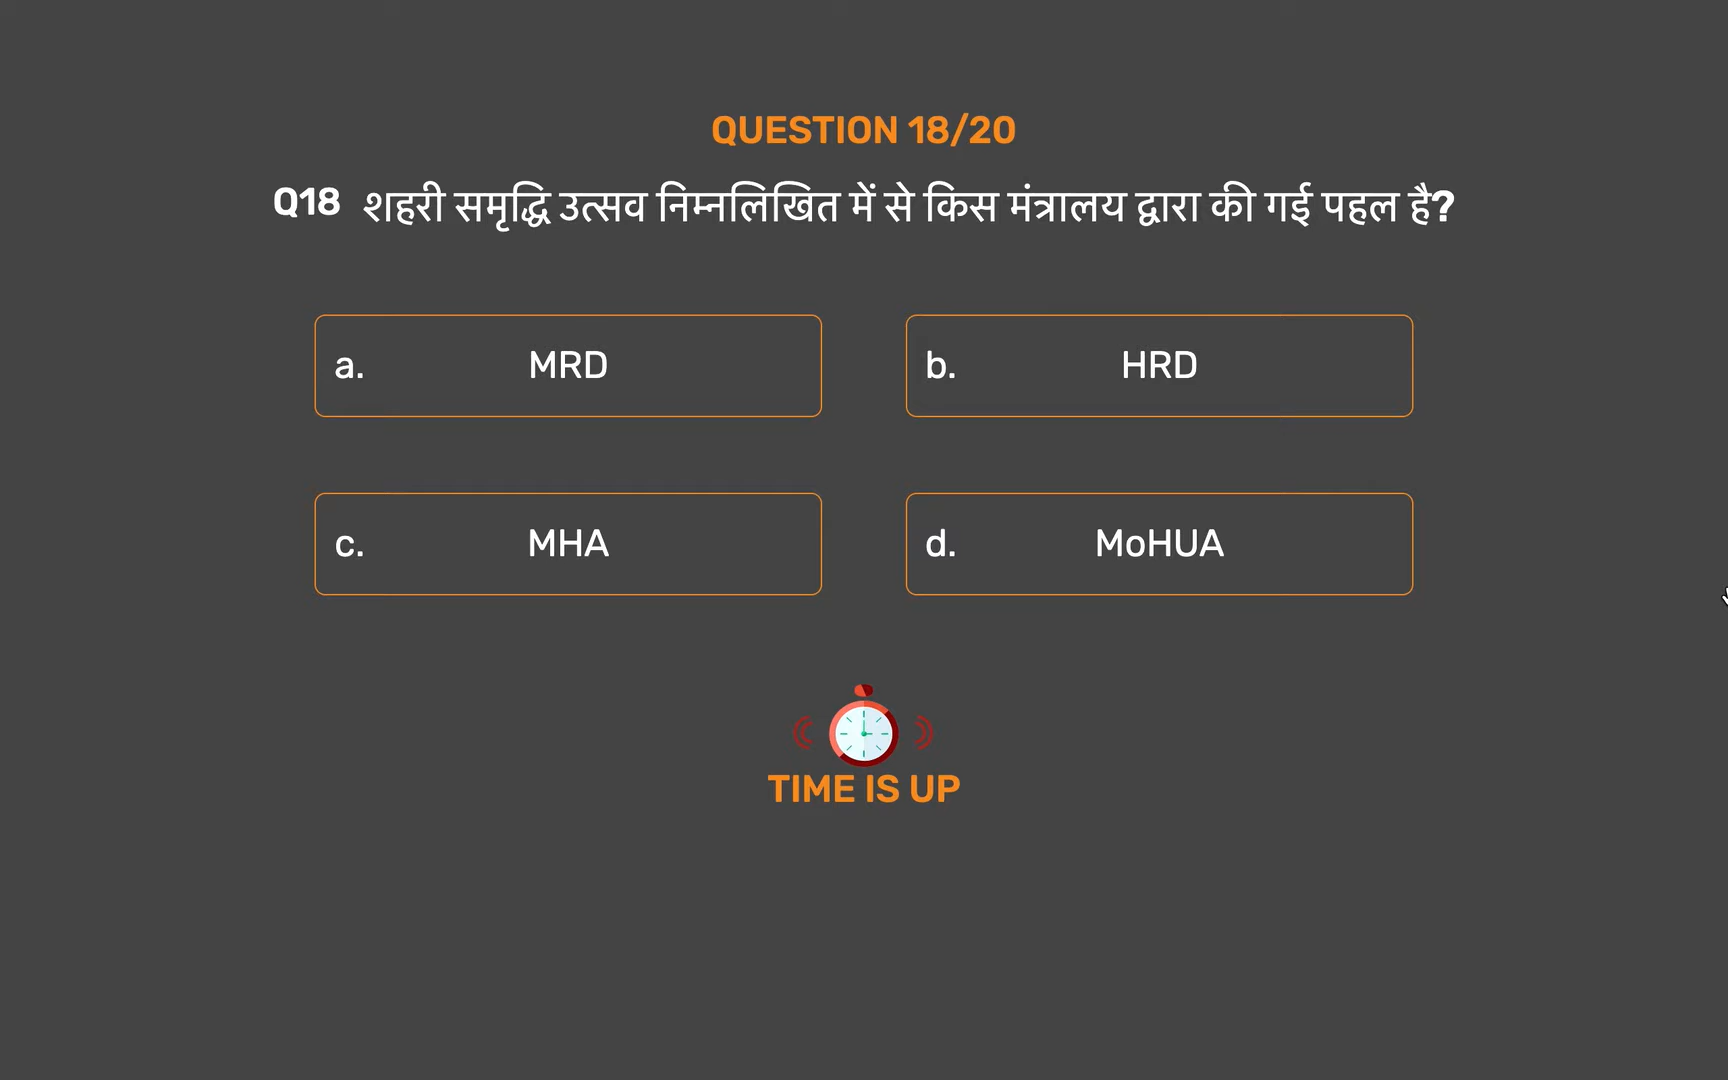 QUESTION 18/20
Q18 शहरी समृद्धि उत्सव निम्नलिखित में से किस मंत्रालय द्वारा की गई पहल है?
a. MRD
b. HRD
c. MHA
d. MoHUA
TIME IS UP